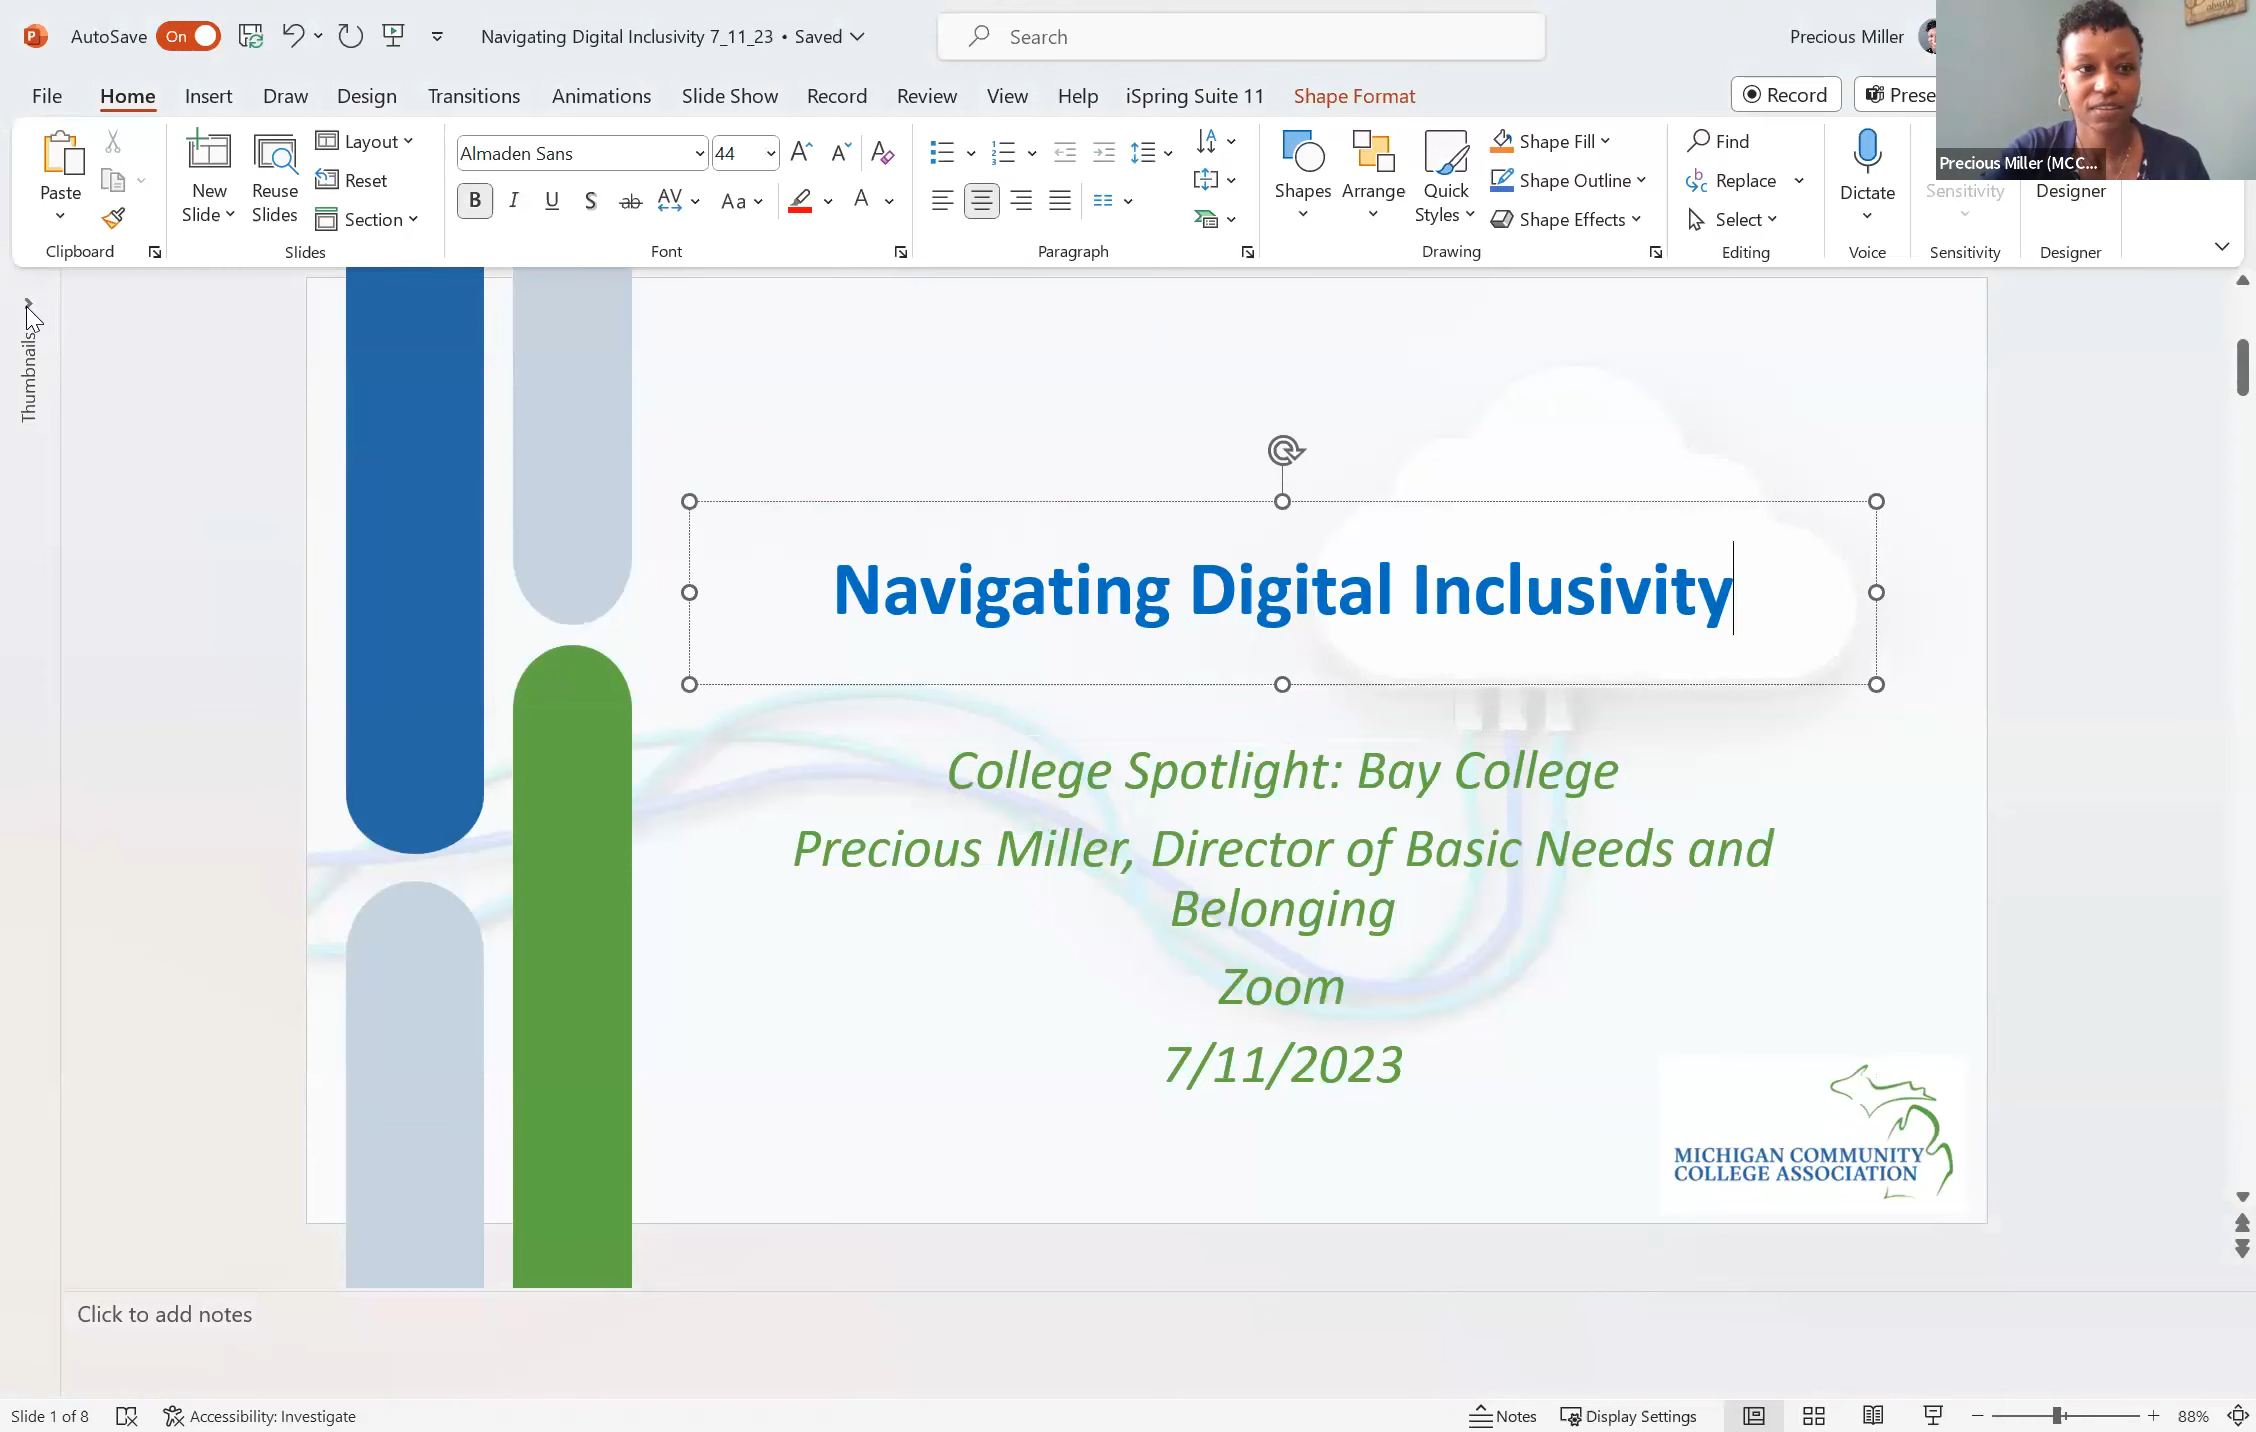 AutoSave On Navigating Digital Inclusivity 7_11_23 • Saved Search Precious Miller
File Home Insert Draw Design Transitions Animations Slide Show Record Review View Help iSpring Suite 11 Shape Format Record Prese
Precious Miller (MCC...
Paste
Clipboard
New Slide
Reuse Slides
Layout
Reset
Section
Slides
Almaden Sans 44
B I U S ab AV Aa A
Font
Paragraph
Shapes
Arrange
Quick Styles
Shape Fill
Shape Outline
Shape Effects
Drawing
Find
Replace
Select
Editing
Dictate
Voice
Sensitivity
Sensitivity
Designer
Designer
Thumbnails
Navigating Digital Inclusivity
College Spotlight: Bay College
Precious Miller, Director of Basic Needs and
Belonging
Zoom
7/11/2023
MICHIGAN COMMUNITY
COLLEGE ASSOCIATION
Click to add notes
Slide 1 of 8 Accessibility: Investigate Notes Display Settings 88%